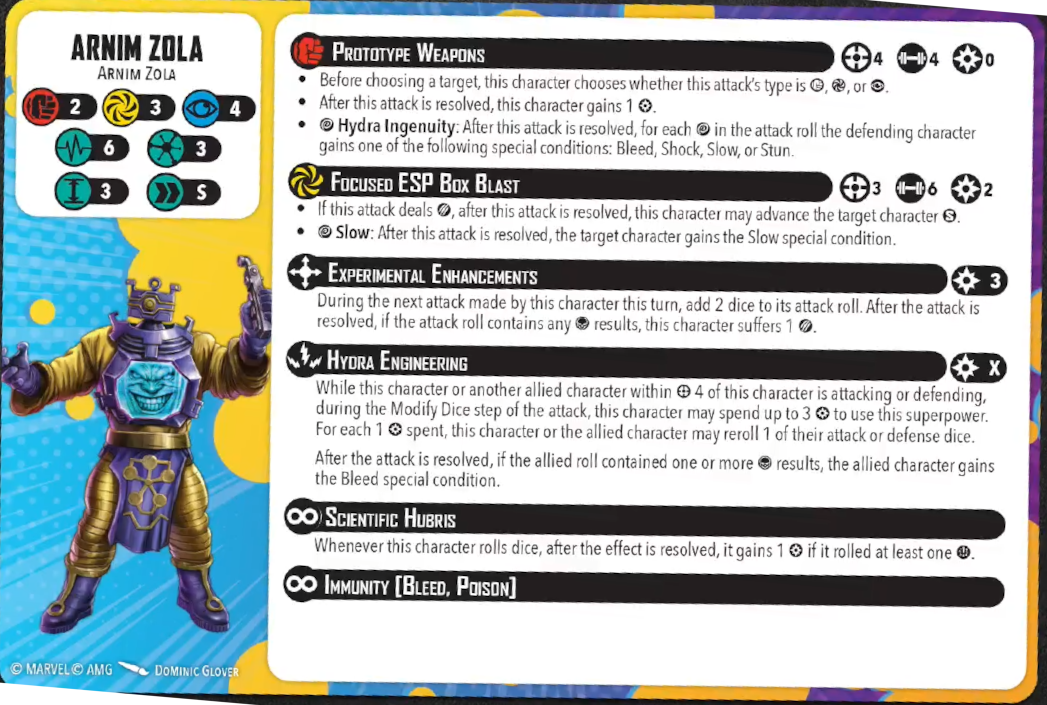 ARNIM ZOLA
ARNIM ZOLA
2 3 4
6 3
3 S
PROTOTYPE WEAPONS 4 4 0
• Before choosing a target, this character chooses whether this attack's type is , , or .
• After this attack is resolved, this character gains 1 .
• Hydra Ingenuity: After this attack is resolved, for each in the attack roll the defending character
gains one of the following special conditions: Bleed, Shock, Slow, or Stun.
FOCUSED ESP BOX BLAST 3 6 2
• If this attack deals , after this attack is resolved, this character may advance the target character S.
• Slow: After this attack is resolved, the target character gains the Slow special condition.
EXPERIMENTAL ENHANCEMENTS 3
During the next attack made by this character this turn, add 2 dice to its attack roll. After the attack is
resolved, if the attack roll contains any results, this character suffers 1 .
HYDRA ENGINEERING X
While this character or another allied character within 4 of this character is attacking or defending,
during the Modify Dice step of the attack, this character may spend up to 3 to use this superpower.
For each 1 spent, this character or the allied character may reroll 1 of their attack or defense dice.
After the attack is resolved, if the allied roll contained one or more results, the allied character gains
the Bleed special condition.
SCIENTIFIC HUBRIS
Whenever this character rolls dice, after the effect is resolved, it gains 1 if it rolled at least one .
IMMUNITY [BLEED, POISON]
© MARVEL © AMG DOMINIC GLOVER